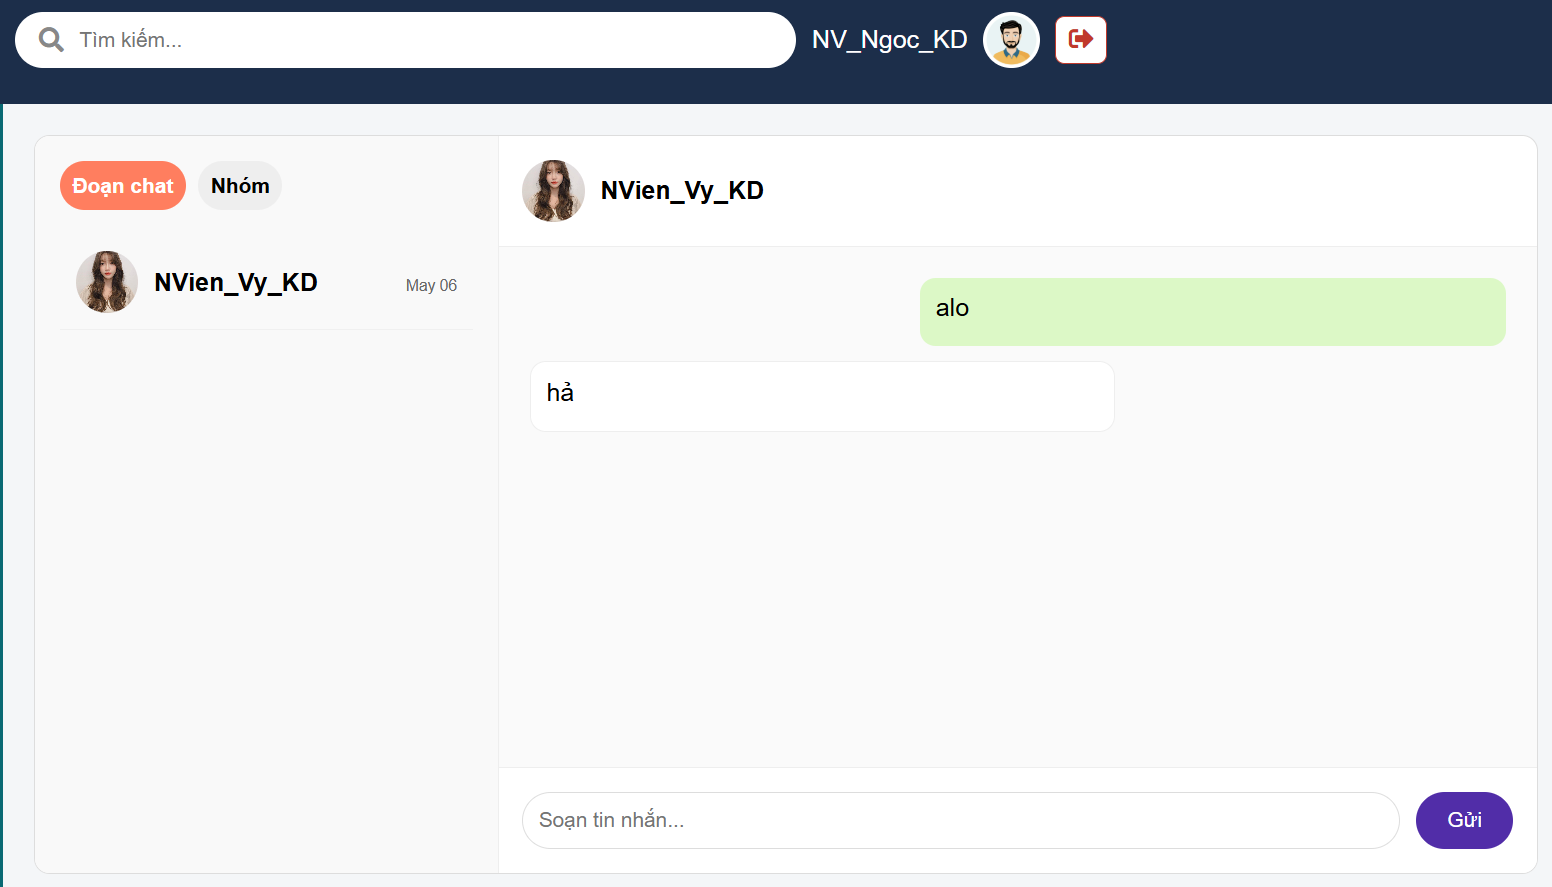 Tìm kiếm...
NV_Ngoc_KD
Đoạn chat
Nhóm
NVien_Vy_KD
May 06
NVien_Vy_KD
alo
hả
Soạn tin nhắn...
Gửi